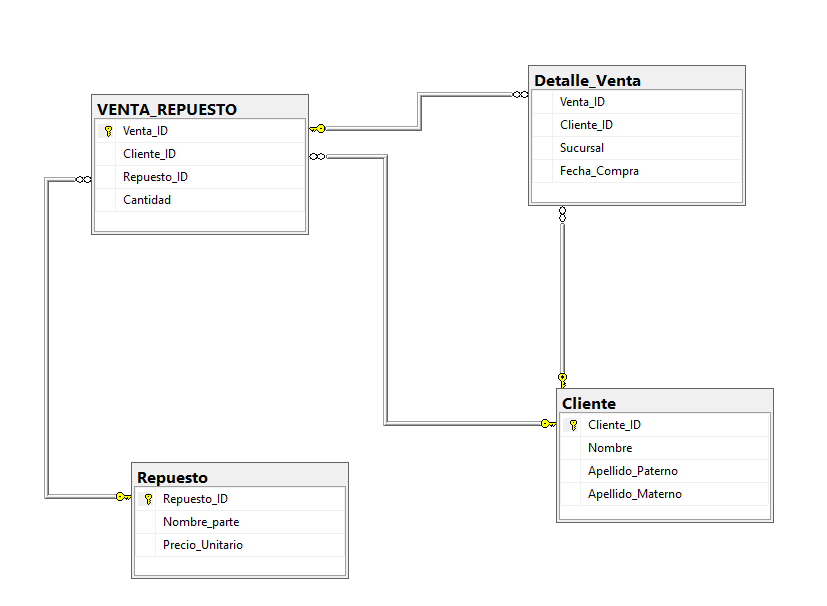 VENTA_REPUESTO
Venta_ID
Cliente_ID
Repuesto_ID
Cantidad
Detalle_Venta
Venta_ID
Cliente_ID
Sucursal
Fecha_Compra
Cliente
Cliente_ID
Nombre
Apellido_Paterno
Apellido_Materno
Repuesto
Repuesto_ID
Nombre_parte
Precio_Unitario